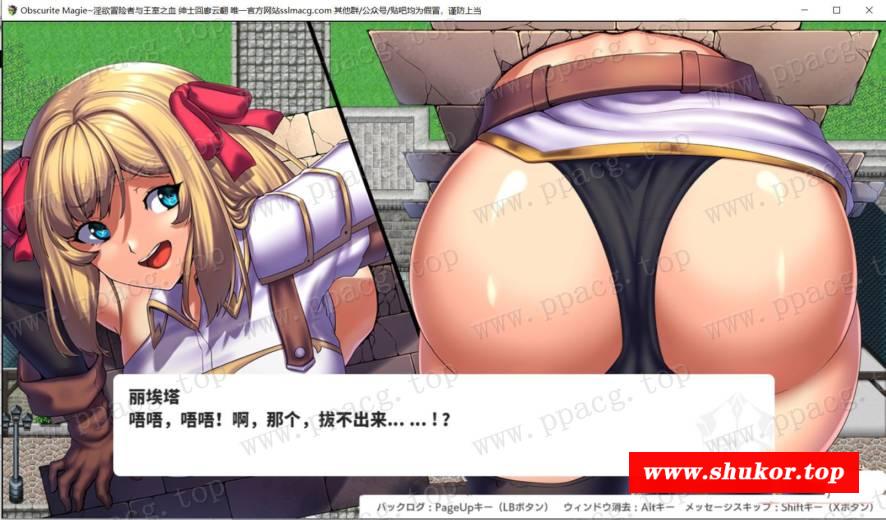 Obscurite Magie~淫欲冒险者与王室之血 绅士回廊云翻 唯一官方网站sslmacg.com 其他群/公众号/贴吧均为假冒，谨防上当
丽埃塔
唔唔，唔唔！啊，那个，拔不出来... ... ! ?
www.shukor.top
バックログ : PageUpキー（LBボタン） ウィンドウ消去 : Altキー メッセージスキップ : Shiftキー（Xボタン）
www.ppacg.top